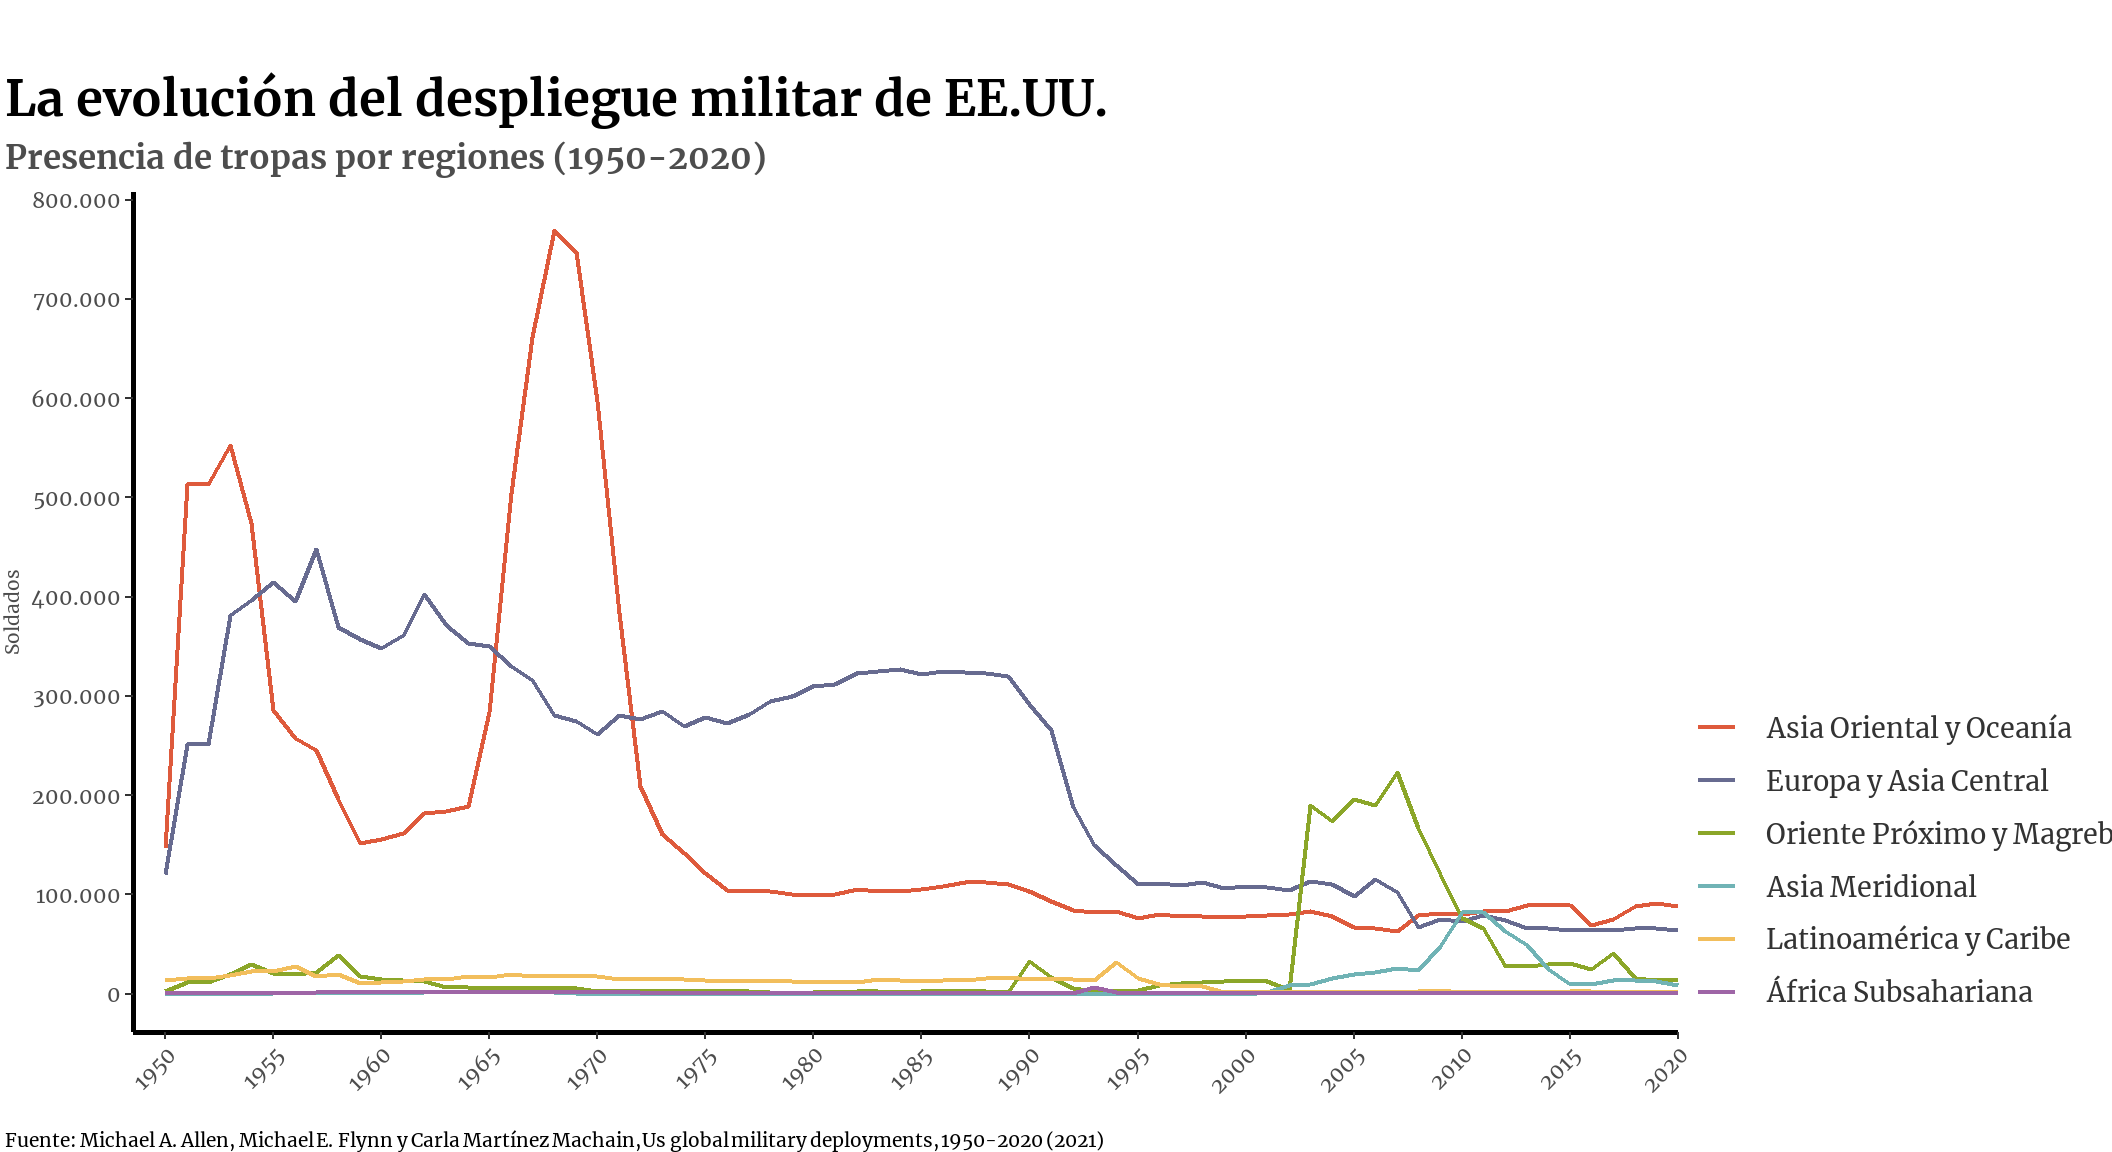 La evolución del despliegue militar de EE.UU.
Presencia de tropas por regiones (1950-2020)
800.000
700.000
600.000
500.000
400.000
300.000
200.000
100.000
0
Soldados
1950
1955
1960
1965
1970
1975
1980
1985
1990
1995
2000
2005
2010
2015
2020
Asia Oriental y Oceanía
Europa y Asia Central
Oriente Próximo y Magreb
Asia Meridional
Latinoamérica y Caribe
África Subsahariana
Fuente: Michael A. Allen, Michael E. Flynn y Carla Martínez Machain, Us global military deployments, 1950-2020 (2021)